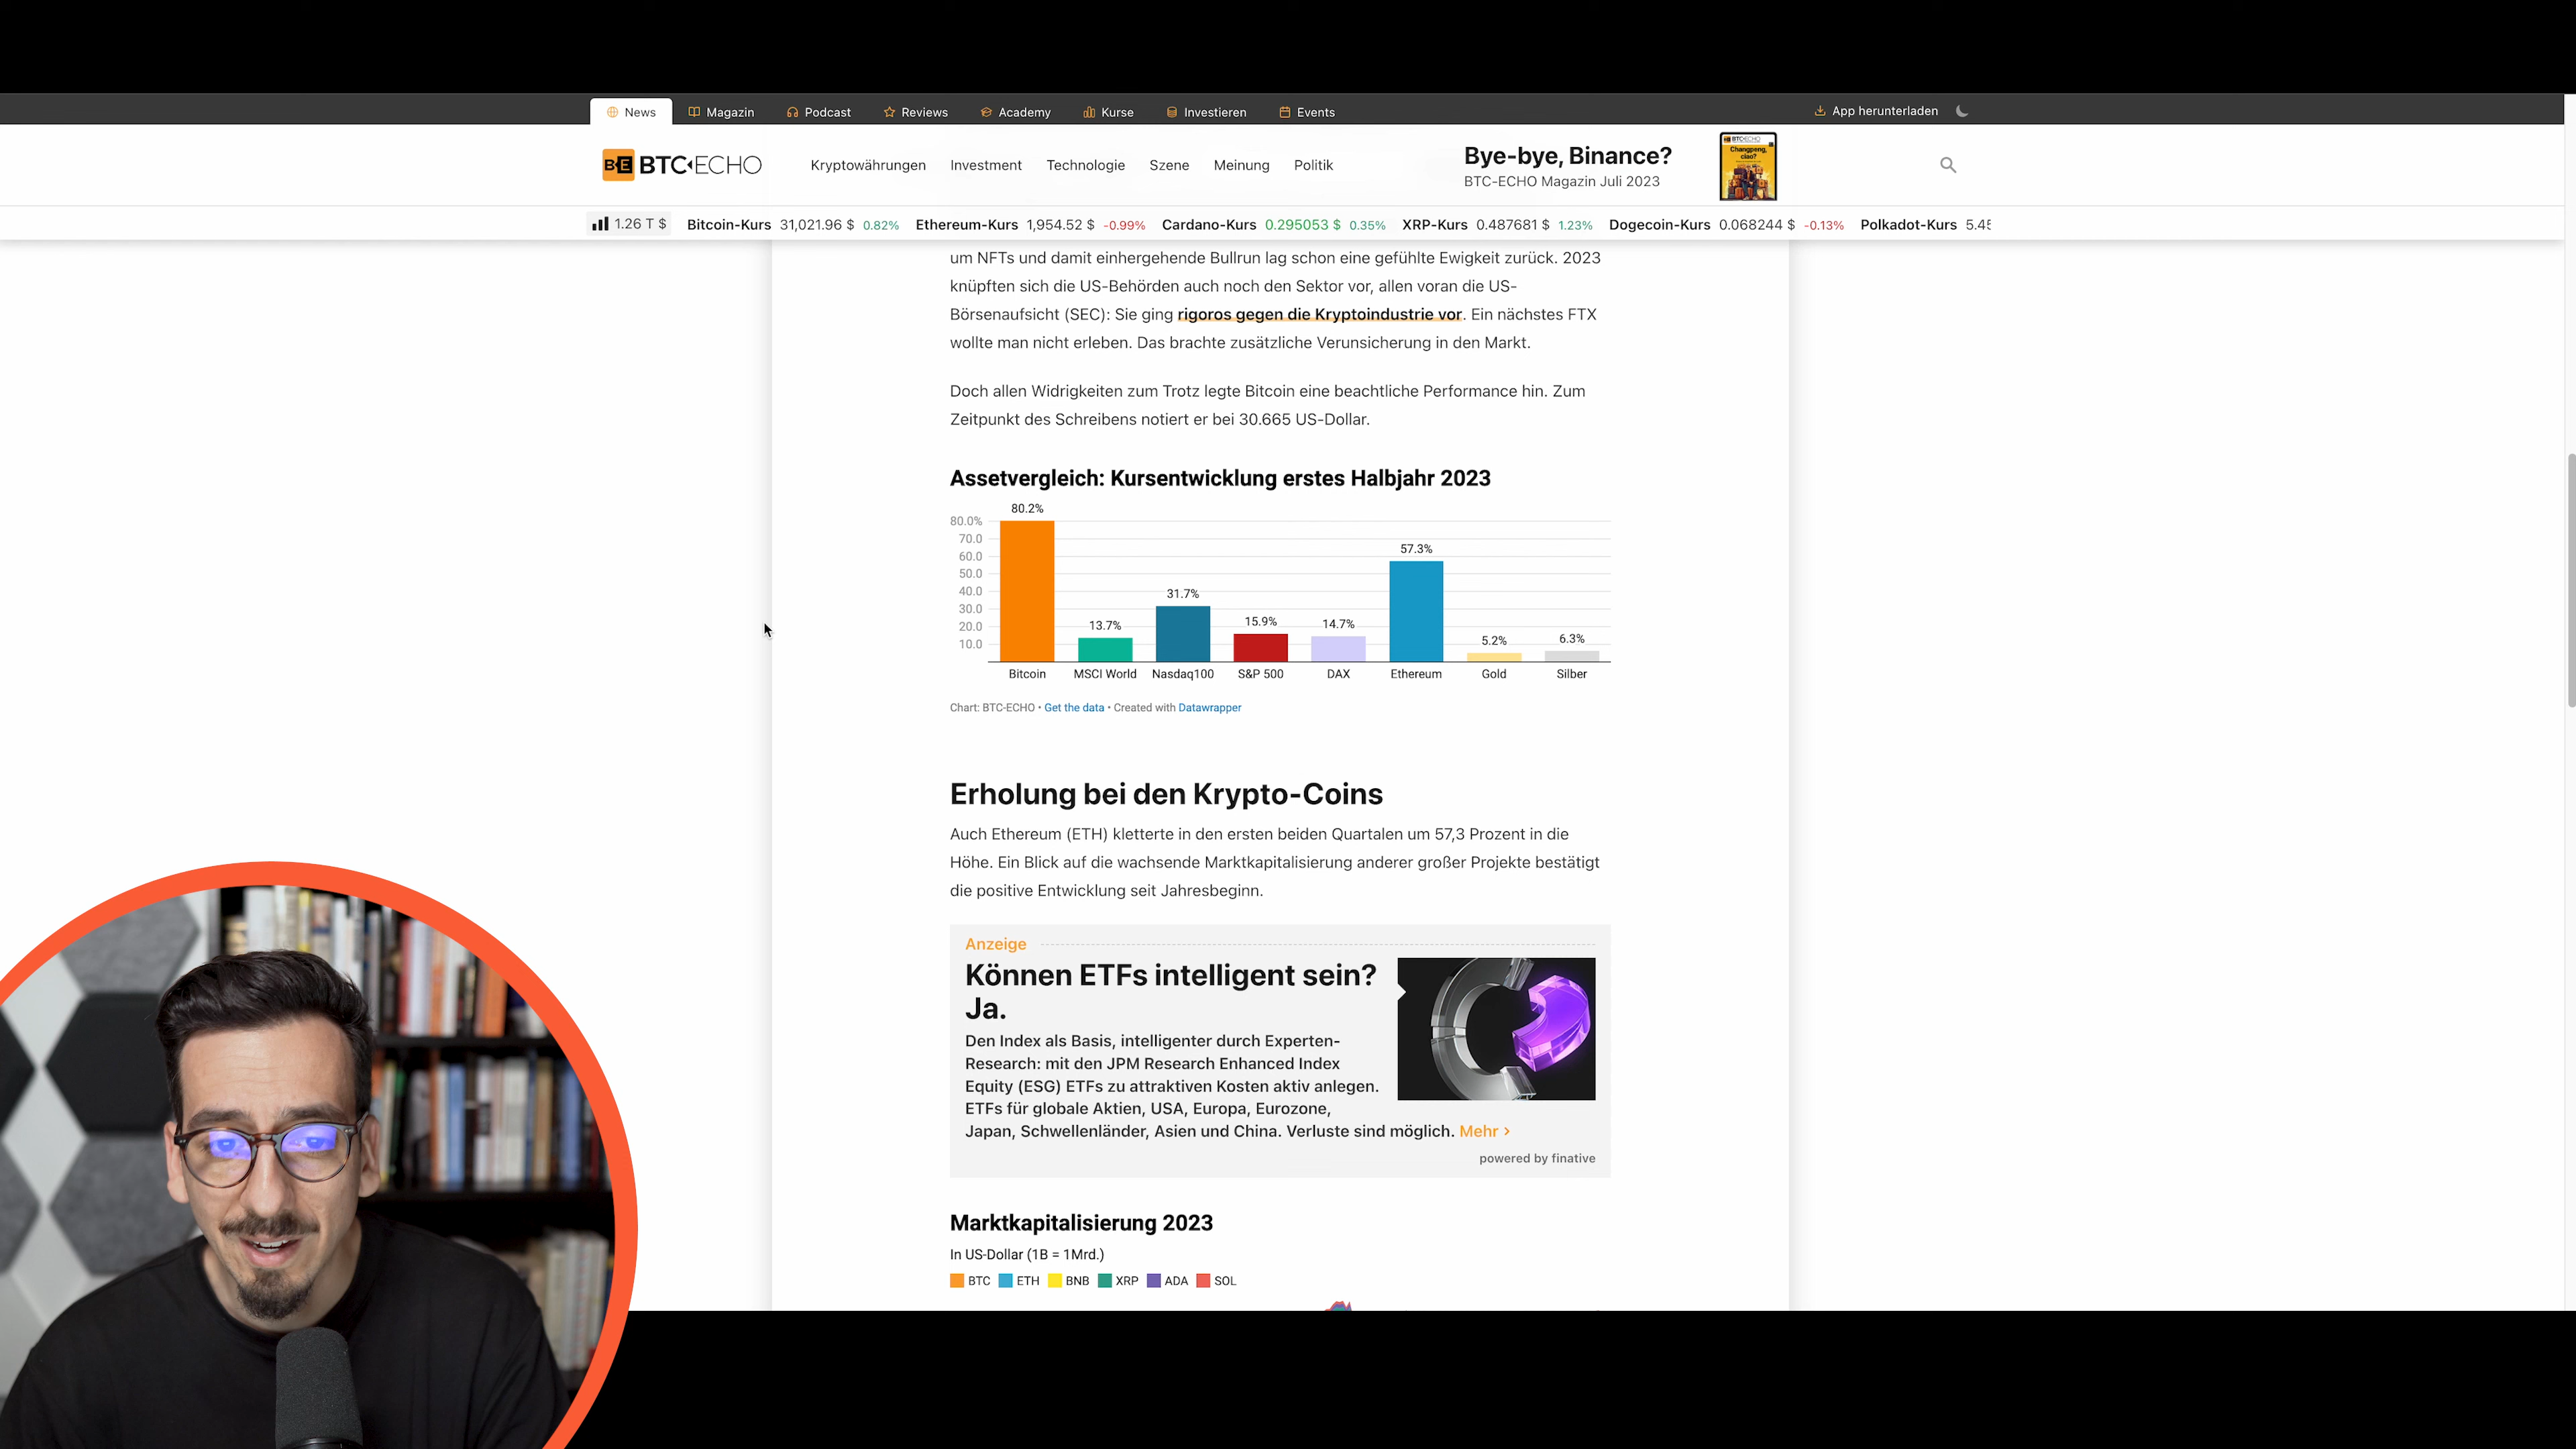 News Magazin Podcast Reviews Academy Kurse Investieren Events App herunterladen
BE BTC-ECHO Kryptowährungen Investment Technologie Szene Meinung Politik
Bye-bye, Binance?
BTC-ECHO Magazin Juli 2023
BTC-ECHO
Changpeng, ciao?
1.26 T $ Bitcoin-Kurs 31,021.96 $ 0.82% Ethereum-Kurs 1,954.52 $ -0.99% Cardano-Kurs 0.295053 $ 0.35% XRP-Kurs 0.487681 $ 1.23% Dogecoin-Kurs 0.068244 $ -0.13% Polkadot-Kurs 5.45
um NFTs und damit einhergehende Bullrun lag schon eine gefühlte Ewigkeit zurück. 2023
knüpften sich die US-Behörden auch noch den Sektor vor, allen voran die US-
Börsenaufsicht (SEC): Sie ging rigoros gegen die Kryptoindustrie vor. Ein nächstes FTX
wollte man nicht erleben. Das brachte zusätzliche Verunsicherung in den Markt.
Doch allen Widrigkeiten zum Trotz legte Bitcoin eine beachtliche Performance hin. Zum
Zeitpunkt des Schreibens notiert er bei 30.665 US-Dollar.
Assetvergleich: Kursentwicklung erstes Halbjahr 2023
80.2%
80.0%
70.0
60.0
57.3%
50.0
40.0
31.7%
30.0
20.0
13.7% 15.9% 14.7%
10.0
5.2% 6.3%
Bitcoin MSCI World Nasdaq100 S&P 500 DAX Ethereum Gold Silber
Chart: BTC-ECHO • Get the data • Created with Datawrapper
Erholung bei den Krypto-Coins
Auch Ethereum (ETH) kletterte in den ersten beiden Quartalen um 57,3 Prozent in die
Höhe. Ein Blick auf die wachsende Marktkapitalisierung anderer großer Projekte bestätigt
die positive Entwicklung seit Jahresbeginn.
Anzeige
Können ETFs intelligent sein?
Ja.
Den Index als Basis, intelligenter durch Experten-
Research: mit den JPM Research Enhanced Index
Equity (ESG) ETFs zu attraktiven Kosten aktiv anlegen.
ETFs für globale Aktien, USA, Europa, Eurozone,
Japan, Schwellenländer, Asien und China. Verluste sind möglich. Mehr >
powered by finative
Marktkapitalisierung 2023
In US-Dollar (1B = 1Mrd.)
BTC ETH BNB XRP ADA SOL